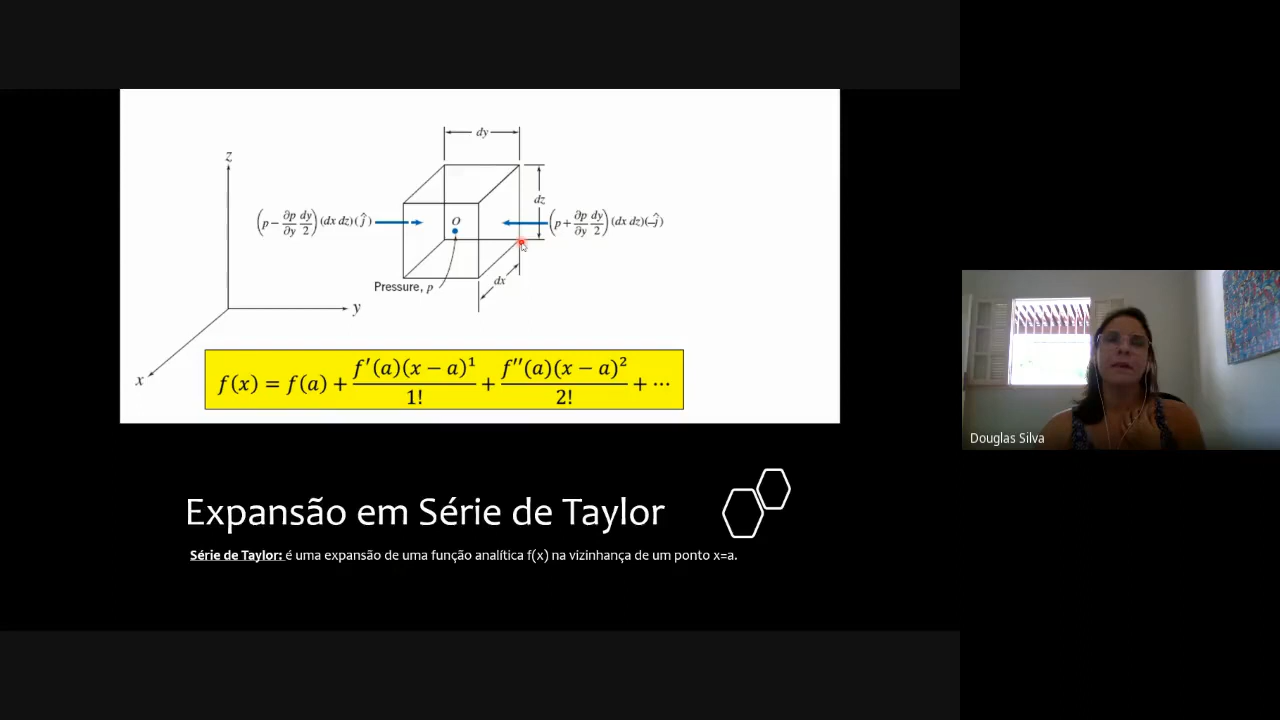 dy
z
(p − ∂p/∂y dy/2) (dx dz) (ĵ)
O
dz
(p + ∂p/∂y dy/2) (dx dz) (−ĵ)
Pressure, p
dx
y
x
f(x) = f(a) + f′(a)(x − a)¹/1! + f′′(a)(x − a)²/2! + ⋯
Douglas Silva
Expansão em Série de Taylor
Série de Taylor: é uma expansão de uma função analítica f(x) na vizinhança de um ponto x=a.